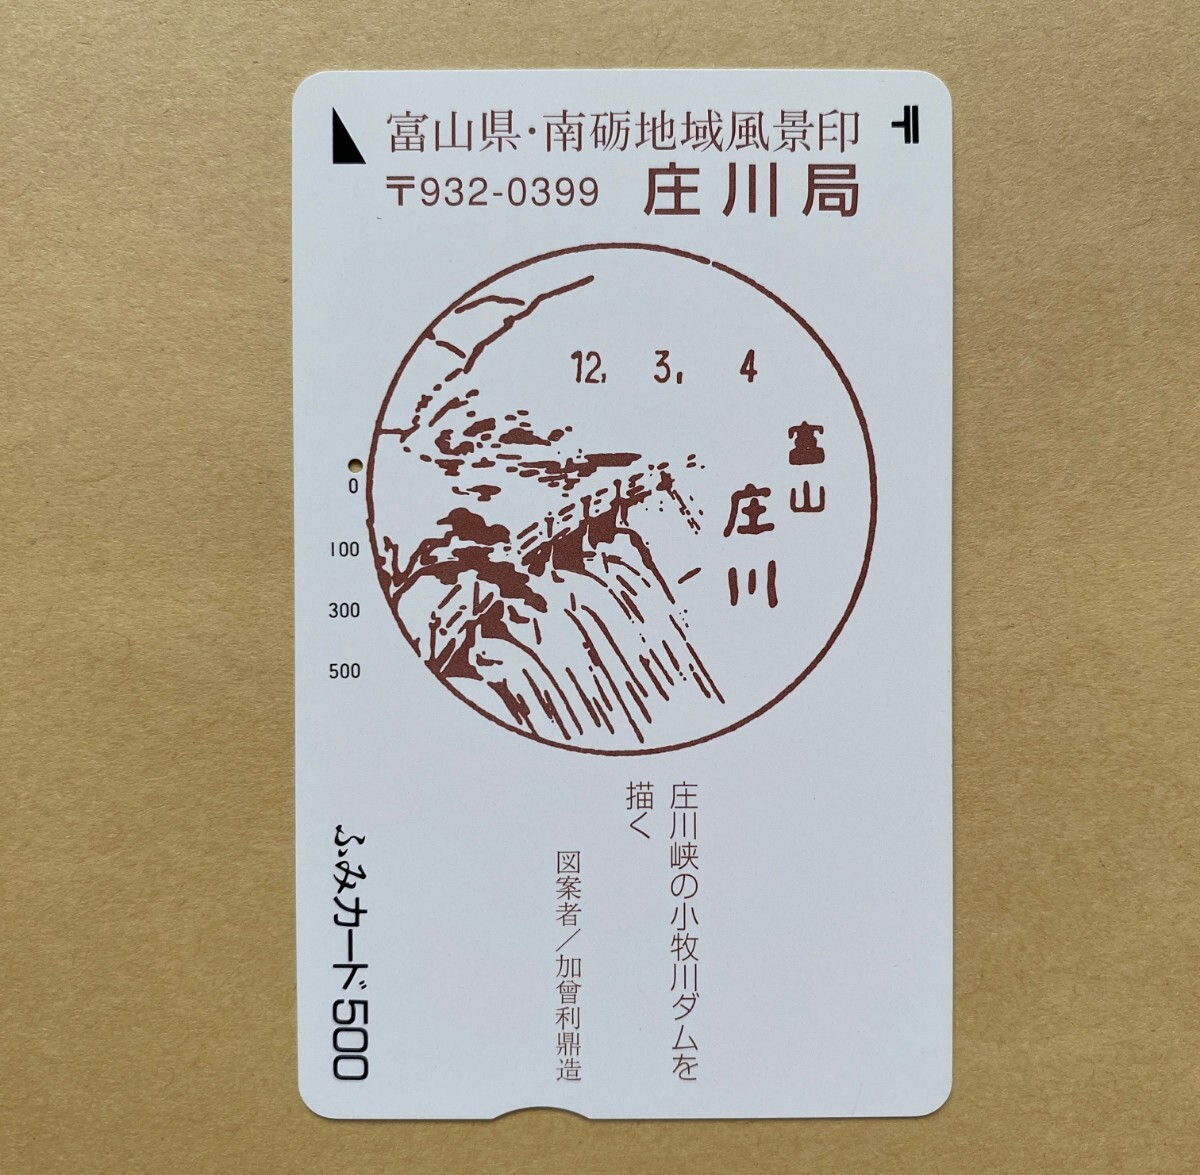 富山県・南砺地域風景印
〒932-0399 庄川局
12. 3. 4
富山
庄川
0
100
300
500
庄川峡の小牧川ダムを
描く
図案者/加曾利鼎造
ふみカード500